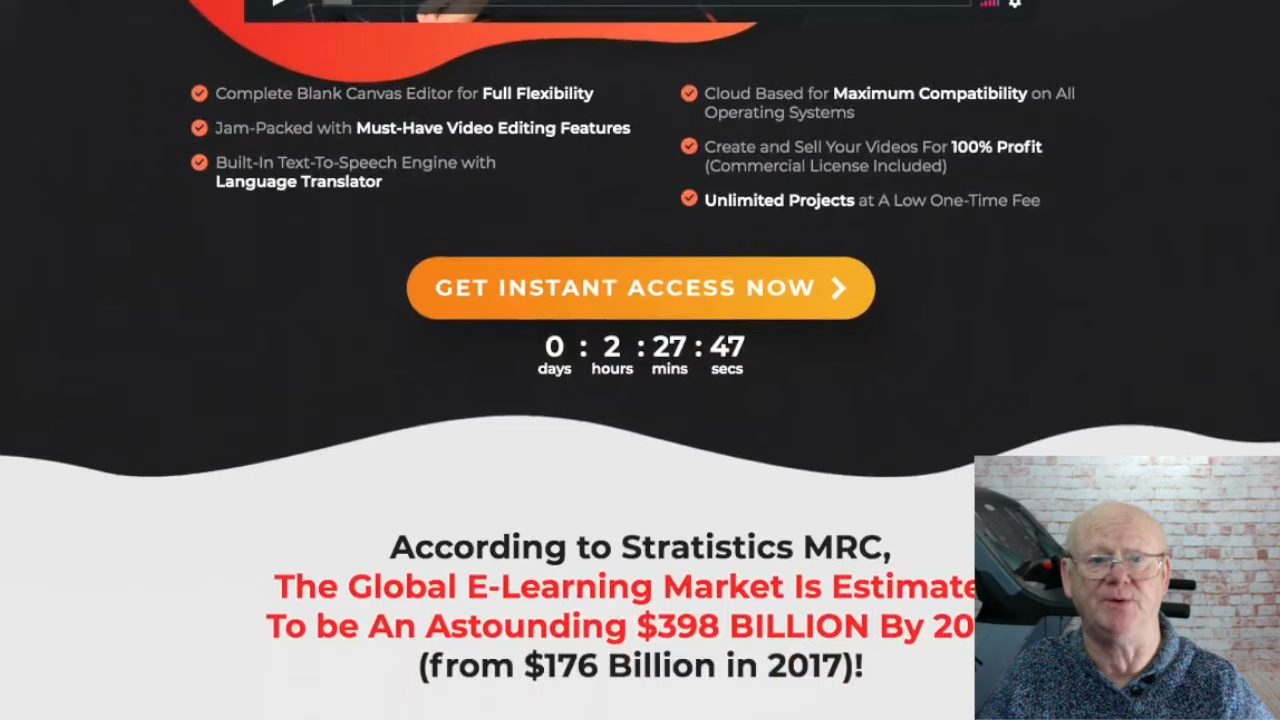 Complete Blank Canvas Editor for Full Flexibility
Jam-Packed with Must-Have Video Editing Features
Built-In Text-To-Speech Engine with
Language Translator
Cloud Based for Maximum Compatibility on All
Operating Systems
Create and Sell Your Videos For 100% Profit
(Commercial License Included)
Unlimited Projects at A Low One-Time Fee
GET INSTANT ACCESS NOW
0 : 2 : 27 : 47
days hours mins secs
According to Stratistics MRC,
The Global E-Learning Market Is Estimate
To be An Astounding $398 BILLION By 20
(from $176 Billion in 2017)!